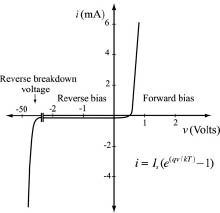 i (mA)
6
Reverse breakdown
voltage
4
2
Reverse bias
Forward bias
-50
-2
-1
1
2
v (Volts)
-4
i = I_s (e^(qv/kT) −1)